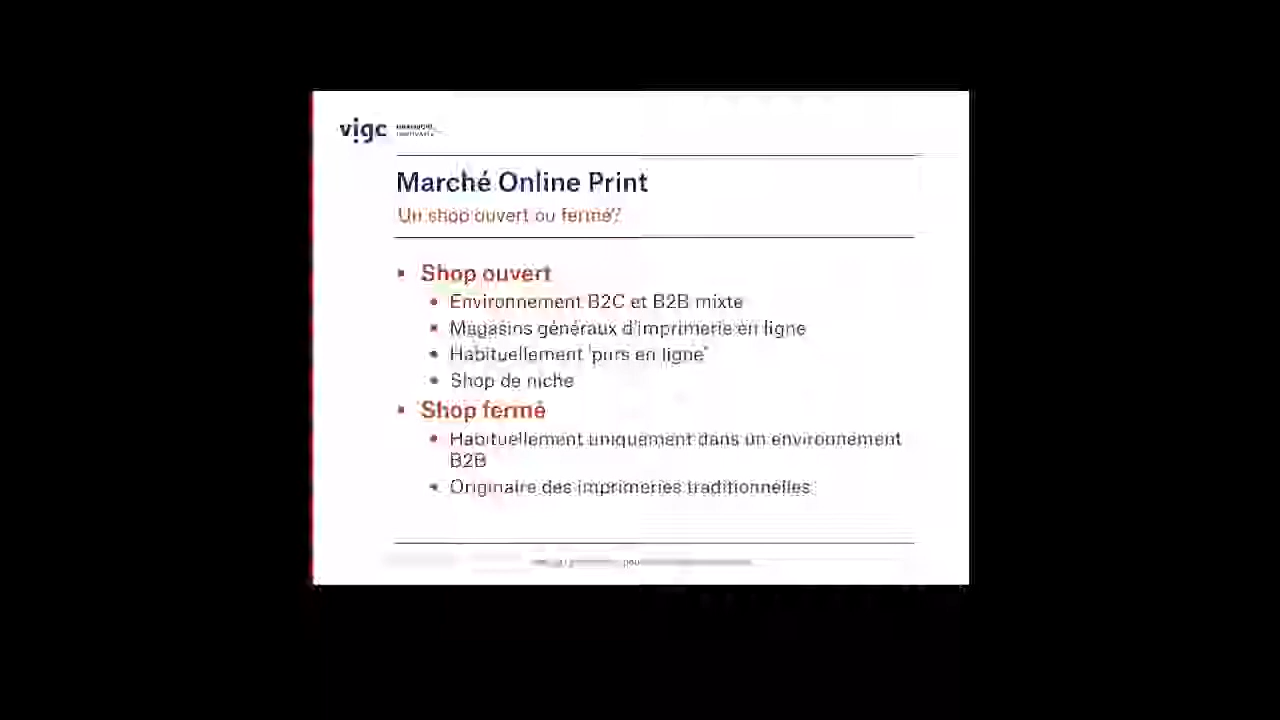 vigc
Marché Online Print
Un shop ouvert ou fermé?
Shop ouvert
Environnement B2C et B2B mixte
Magasins généraux d'imprimerie en ligne
Habituellement 'purs en ligne'
Shop de niche
Shop fermé
Habituellement uniquement dans un environnement
B2B
Originaire des imprimeries traditionnelles